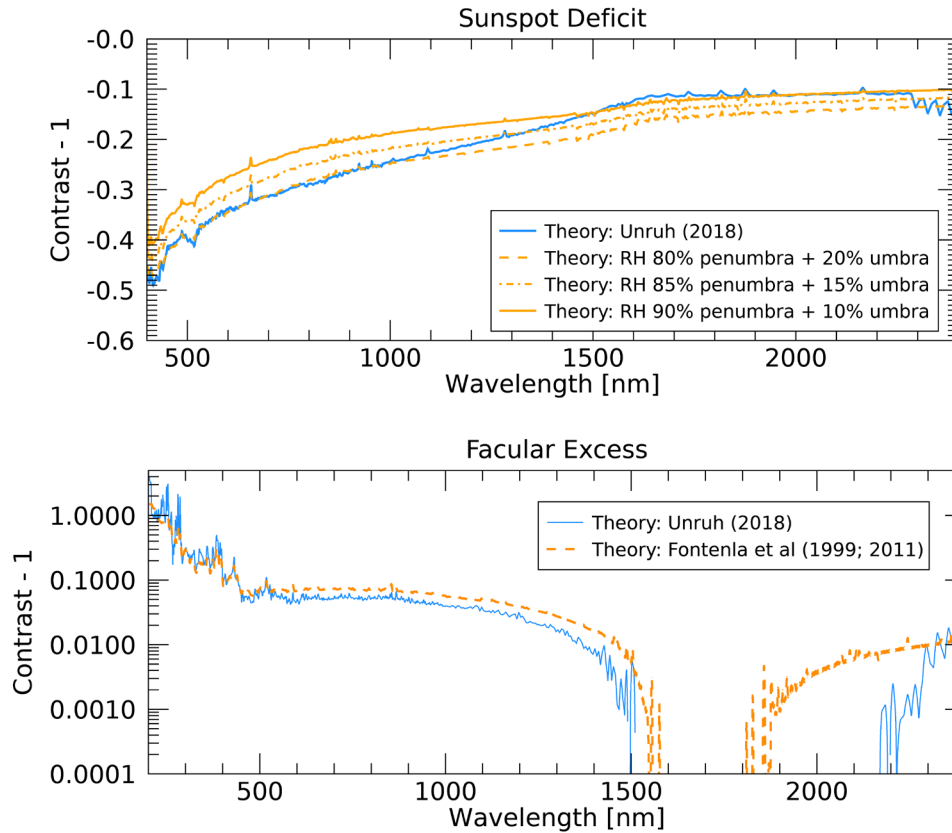 Sunspot Deficit
-0.0
-0.1
-0.2
-0.3
-0.4
-0.5
-0.6
Contrast - 1
Theory: Unruh (2018)
Theory: RH 80% penumbra + 20% umbra
Theory: RH 85% penumbra + 15% umbra
Theory: RH 90% penumbra + 10% umbra
500 1000 1500 2000
Wavelength [nm]
Facular Excess
1.0000
0.1000
0.0100
0.0010
0.0001
Contrast - 1
Theory: Unruh (2018)
Theory: Fontenla et al (1999; 2011)
500 1000 1500 2000
Wavelength [nm]